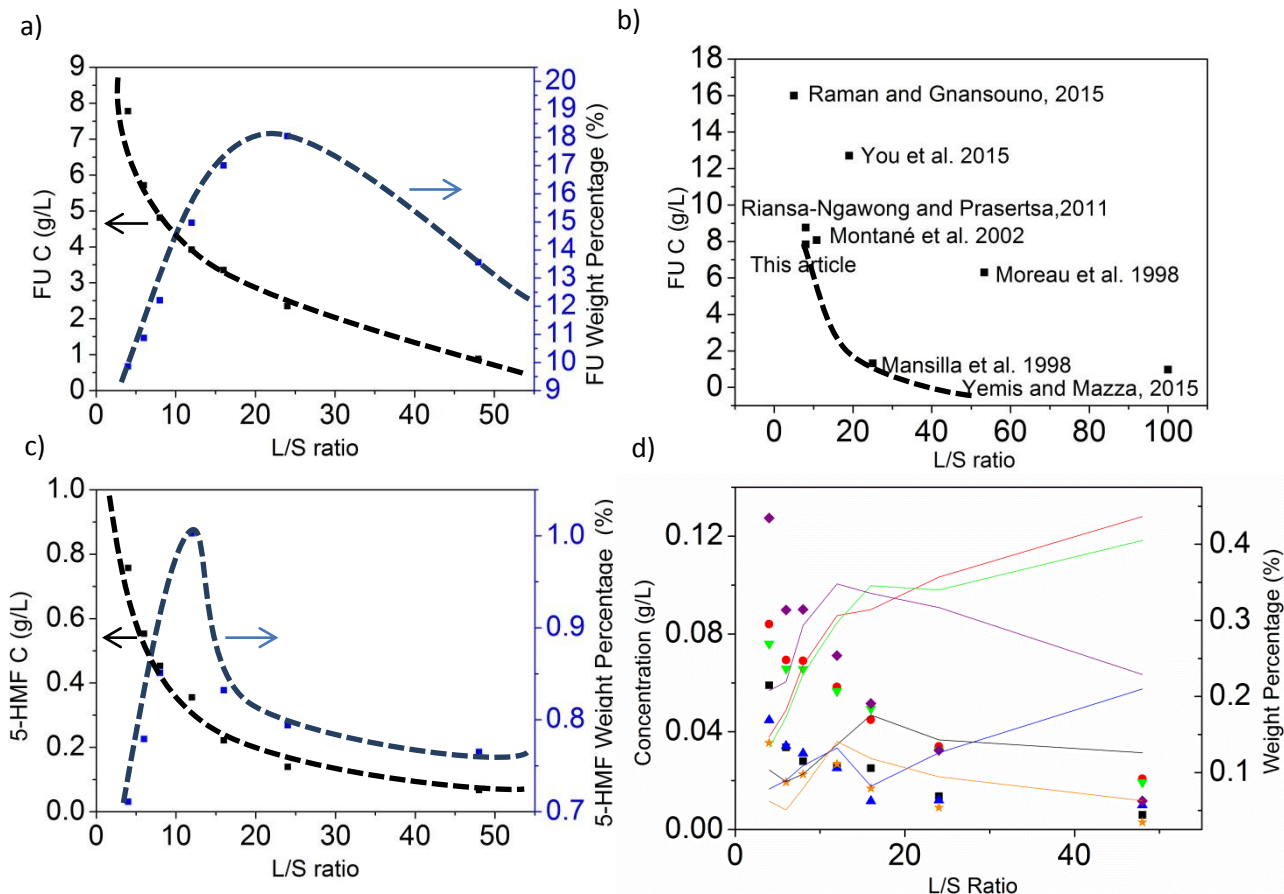 a)
9
8
7
6
5
4
3
2
1
0
FU C (g/L)
0 10 20 30 40 50
L/S ratio
20
19
18
17
16
15
14
13
12
11
10
9
FU Weight Percentage (%)
b)
18
16
14
12
10
8
6
4
2
0
FU C (g/L)
Raman and Gnansouno, 2015
You et al. 2015
Riansa-Ngawong and Prasertsa,2011
Montané et al. 2002
This article
Moreau et al. 1998
Mansilla et al. 1998
Yemis and Mazza, 2015
0 20 40 60 80 100
L/S ratio
c)
1.0
0.8
0.6
0.4
0.2
0.0
5-HMF C (g/L)
0 10 20 30 40 50
L/S ratio
1.0
0.9
0.8
0.7
5-HMF Weight Percentage (%)
d)
0.12
0.08
0.04
0.00
Concentration (g/L)
0 20 40
L/S Ratio
0.4
0.3
0.2
0.1
Weight Percentage (%)